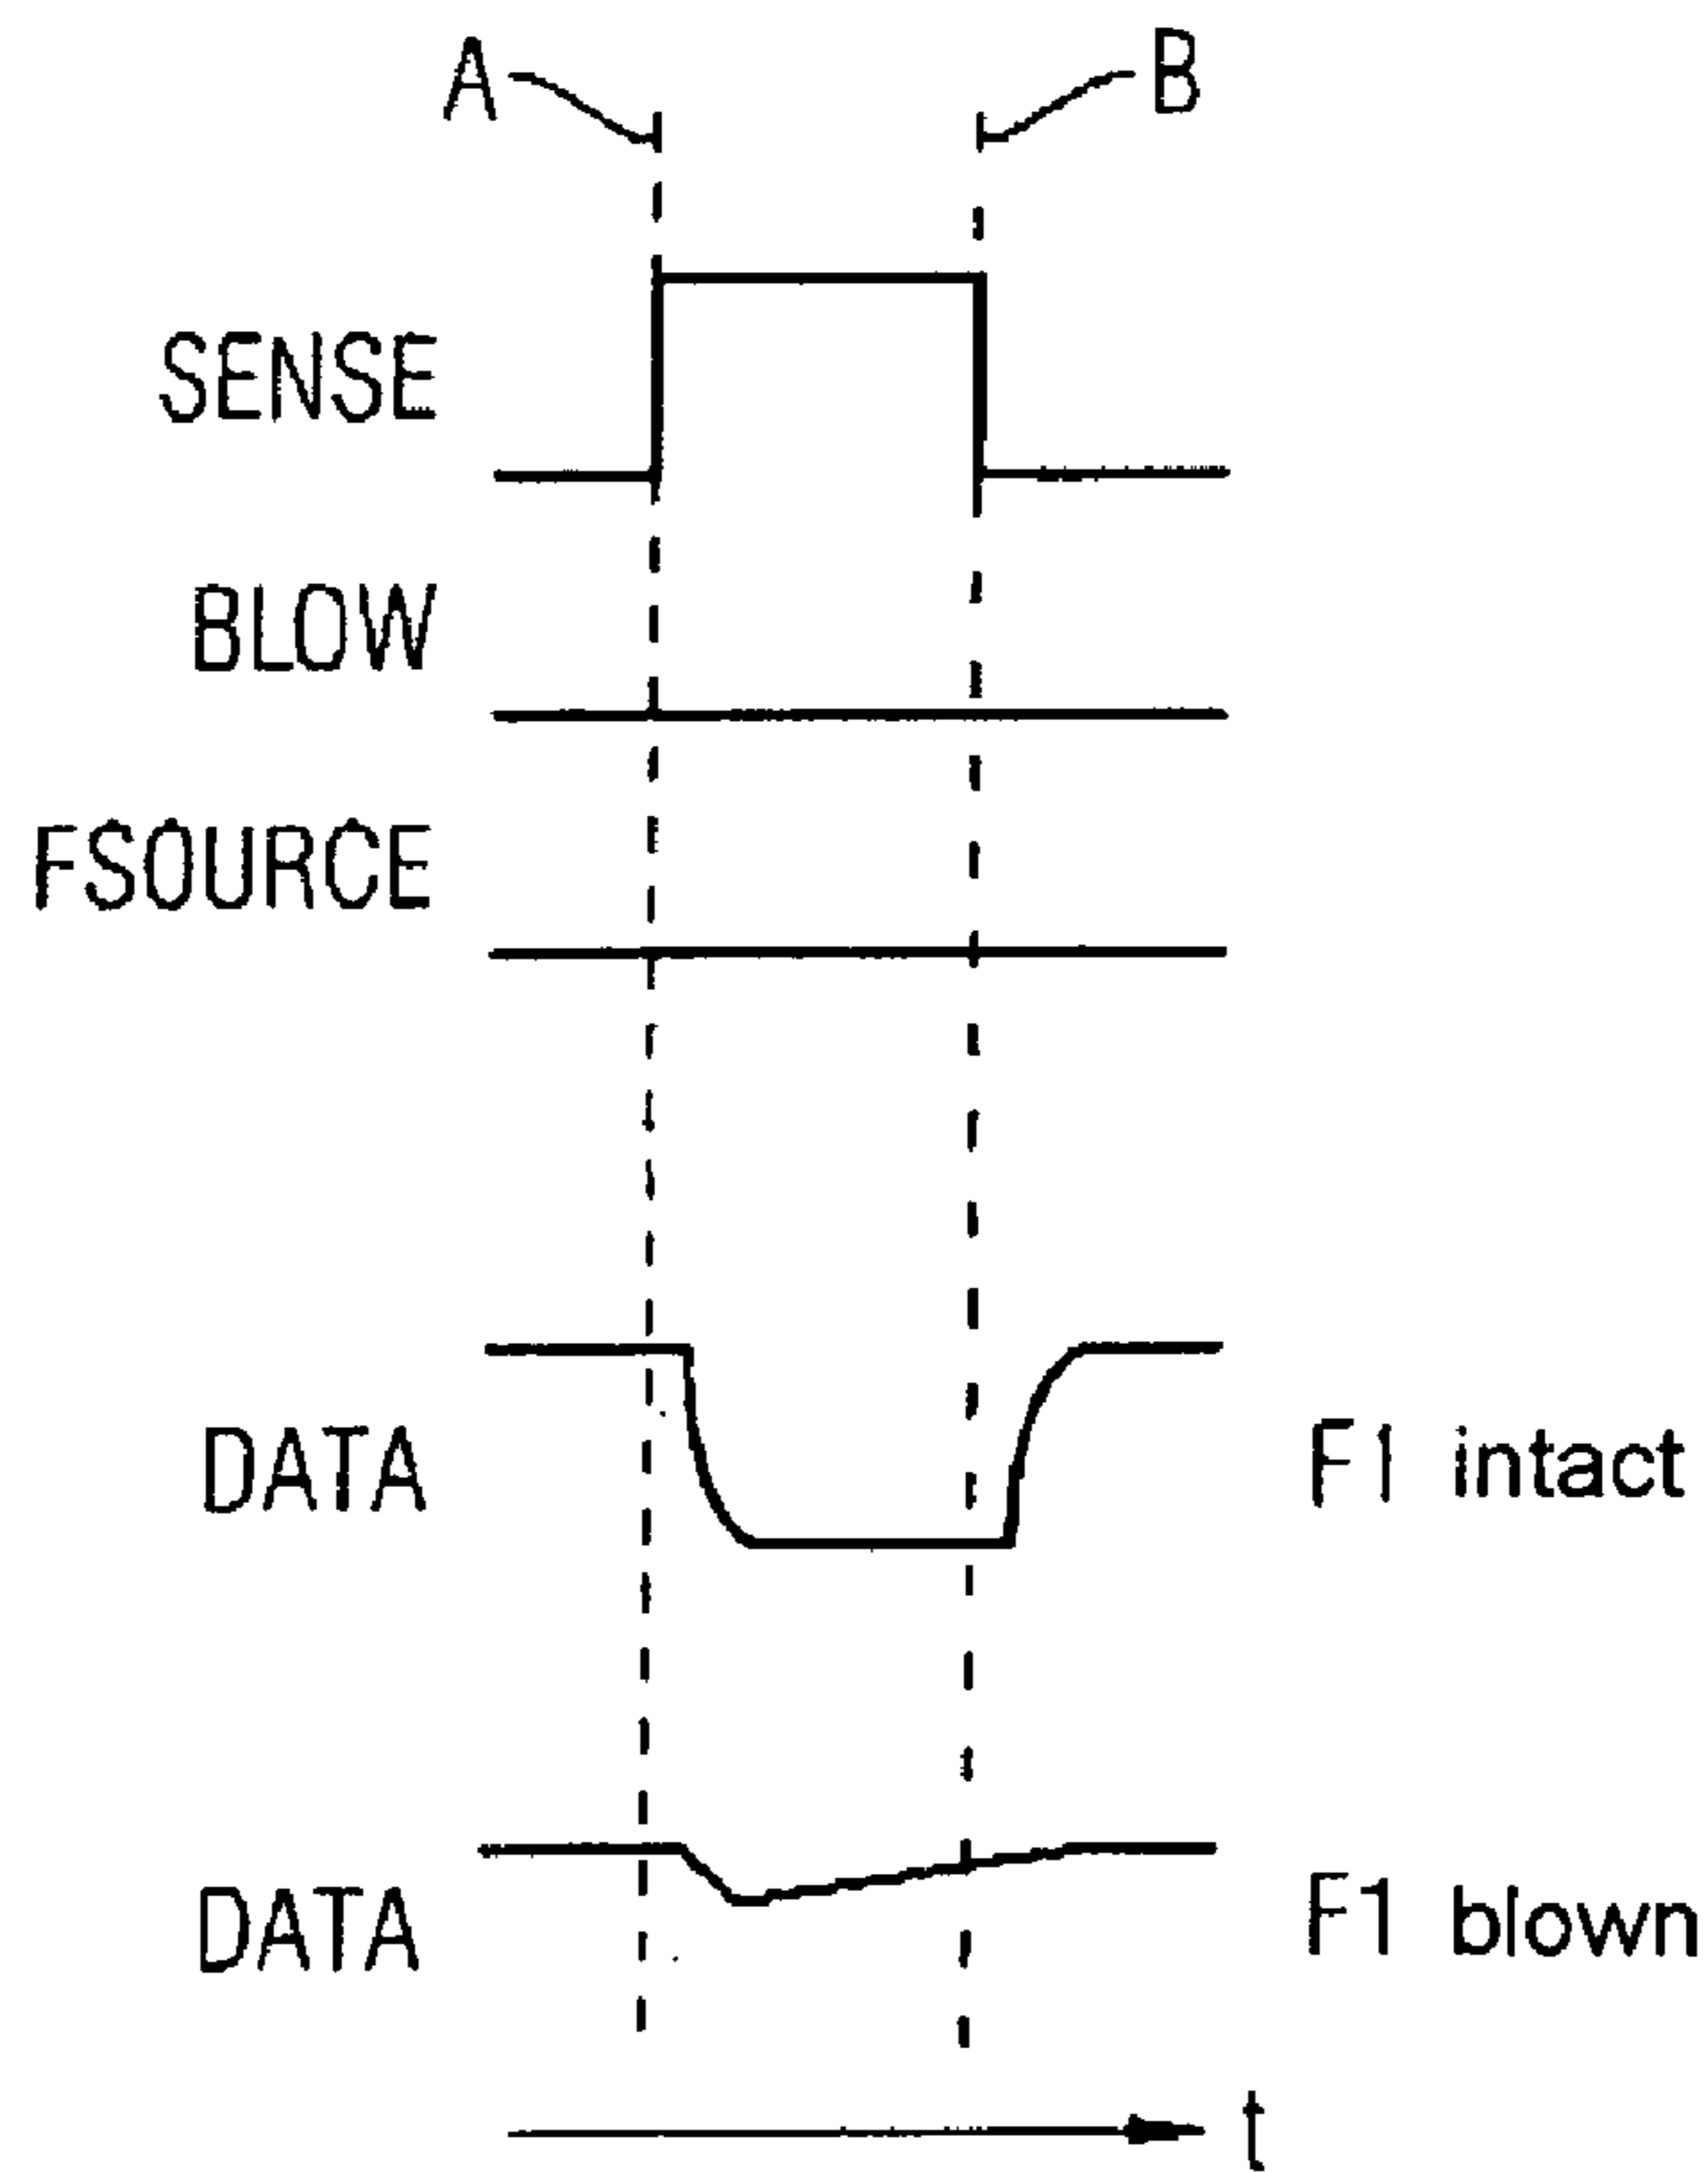 A
B
SENSE
BLOW
FSOURCE
DATA
F1 intact
DATA
F1 blown
t